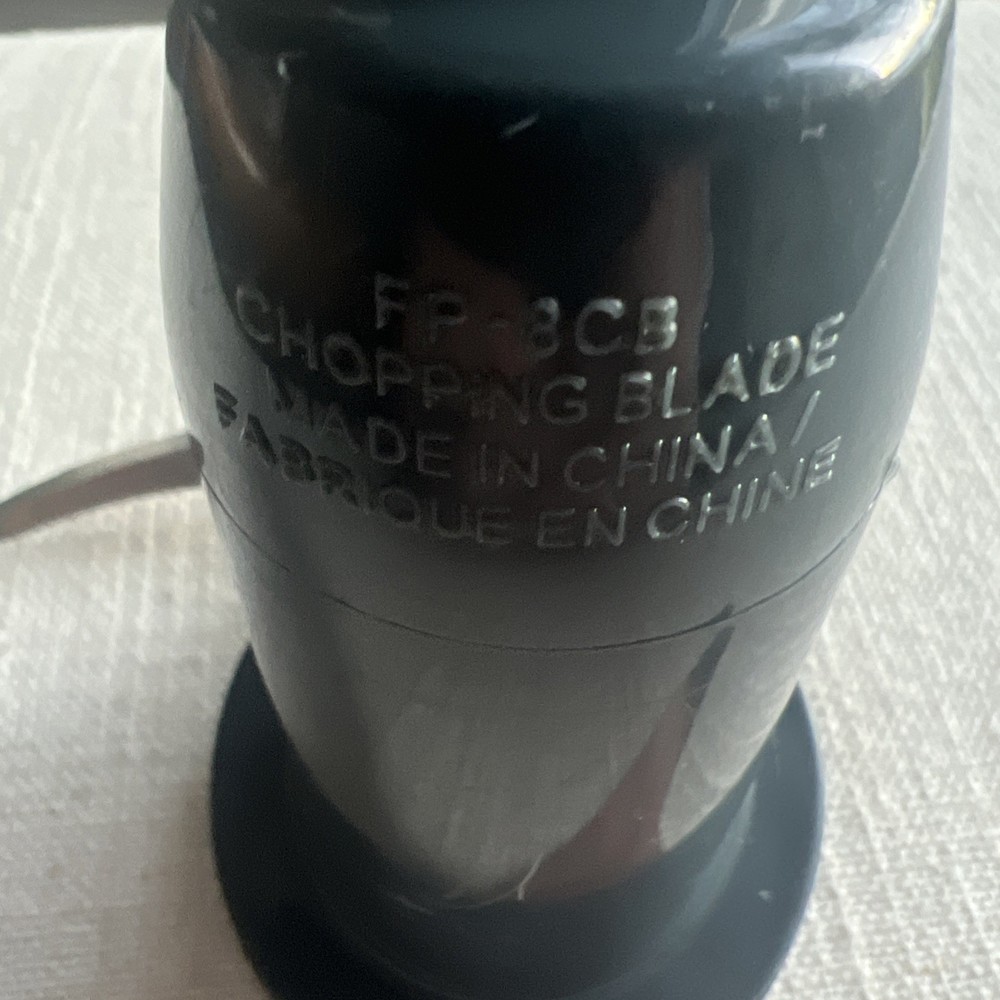 FP-8CB
CHOPPING BLADE
MADE IN CHINA/
FABRIQUE EN CHINE